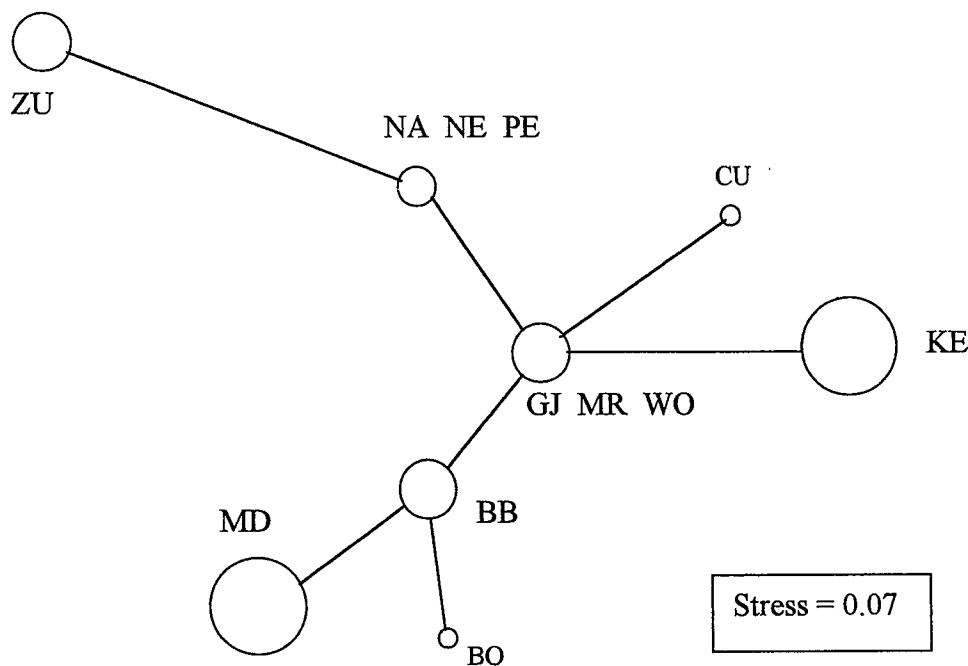 ZU
NA NE PE
CU
KE
GJ MR WO
MD
BB
BO
Stress = 0.07